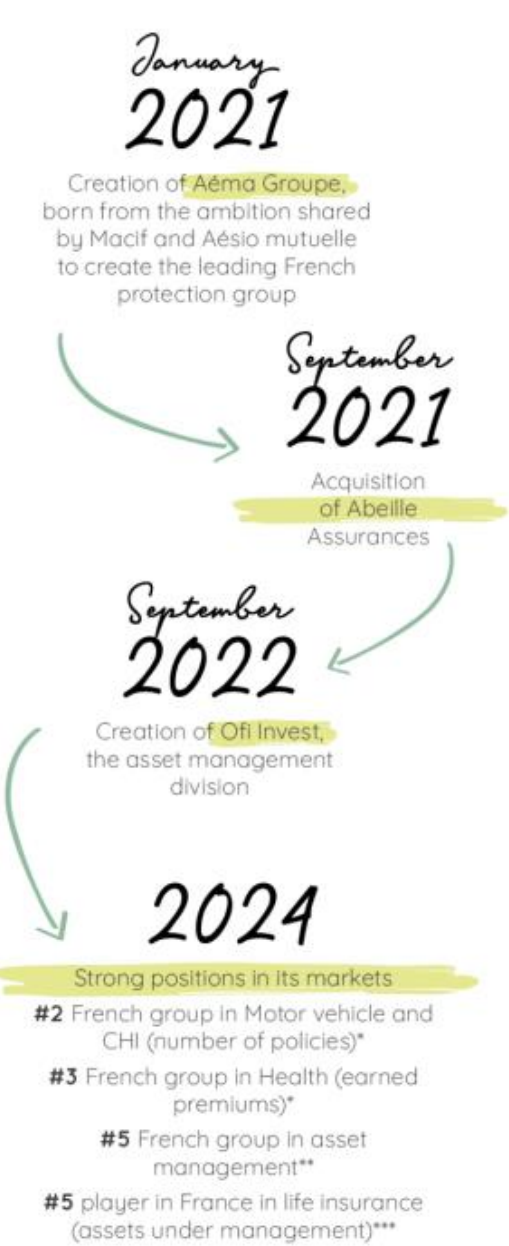 January
2021
Creation of Aéma Groupe,
born from the ambition shared
by Macif and Aésio mutuelle
to create the leading French
protection group
September
2021
Acquisition
of Abeille
Assurances
September
2022
Creation of Ofi Invest,
the asset management
division
2024
Strong positions in its markets
#2 French group in Motor vehicle and
CHI (number of policies)*
#3 French group in Health (earned
premiums)*
#5 French group in asset
management**
#5 player in France in life insurance
(assets under management)***